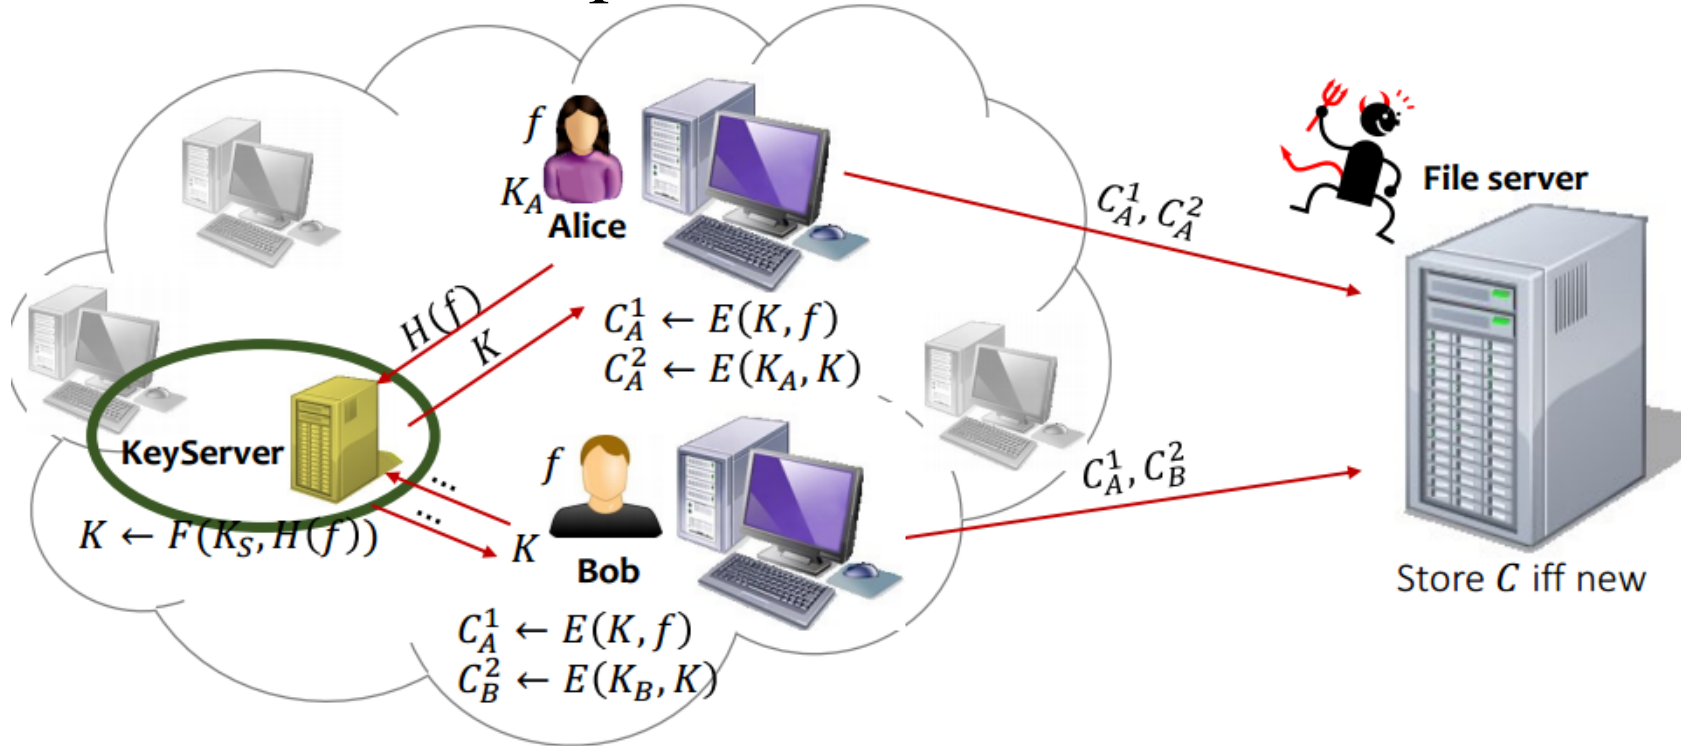 f
K_A
Alice
C_A^1, C_A^2
File server
H(f)
K
C_A^1 ← E(K, f)
C_A^2 ← E(K_A, K)
KeyServer
...
...
f
K
C_A^1, C_B^2
K ← F(K_S, H(f))
Bob
Store C iff new
C_A^1 ← E(K, f)
C_B^2 ← E(K_B, K)